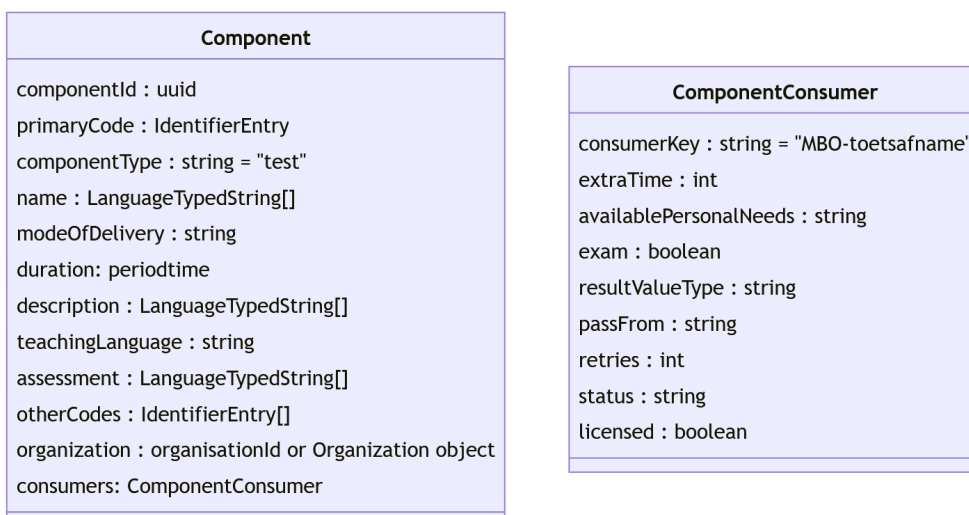 Component
componentId : uuid
primaryCode : IdentifierEntry
componentType : string = "test"
name : LanguageTypedString[]
modeOfDelivery : string
duration: periodtime
description : LanguageTypedString[]
teachingLanguage : string
assessment : LanguageTypedString[]
otherCodes : IdentifierEntry[]
organization : organisationId or Organization object
consumers: ComponentConsumer
ComponentConsumer
consumerKey : string = "MBO-toetsafname"
extraTime : int
availablePersonalNeeds : string
exam : boolean
resultValueType : string
passFrom : string
retries : int
status : string
licensed : boolean